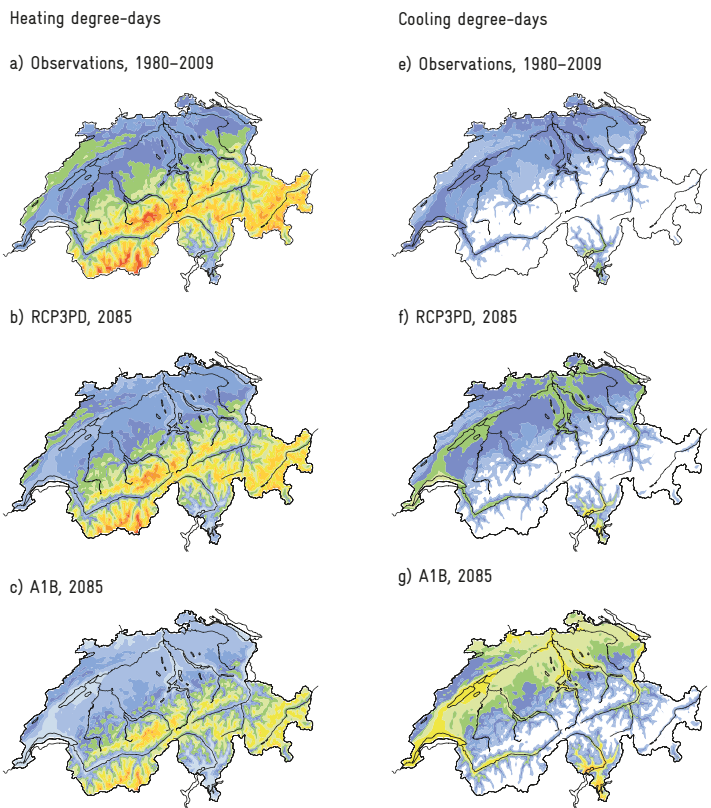 Heating degree-days
Cooling degree-days
a) Observations, 1980–2009
e) Observations, 1980–2009
b) RCP3PD, 2085
f) RCP3PD, 2085
c) A1B, 2085
g) A1B, 2085